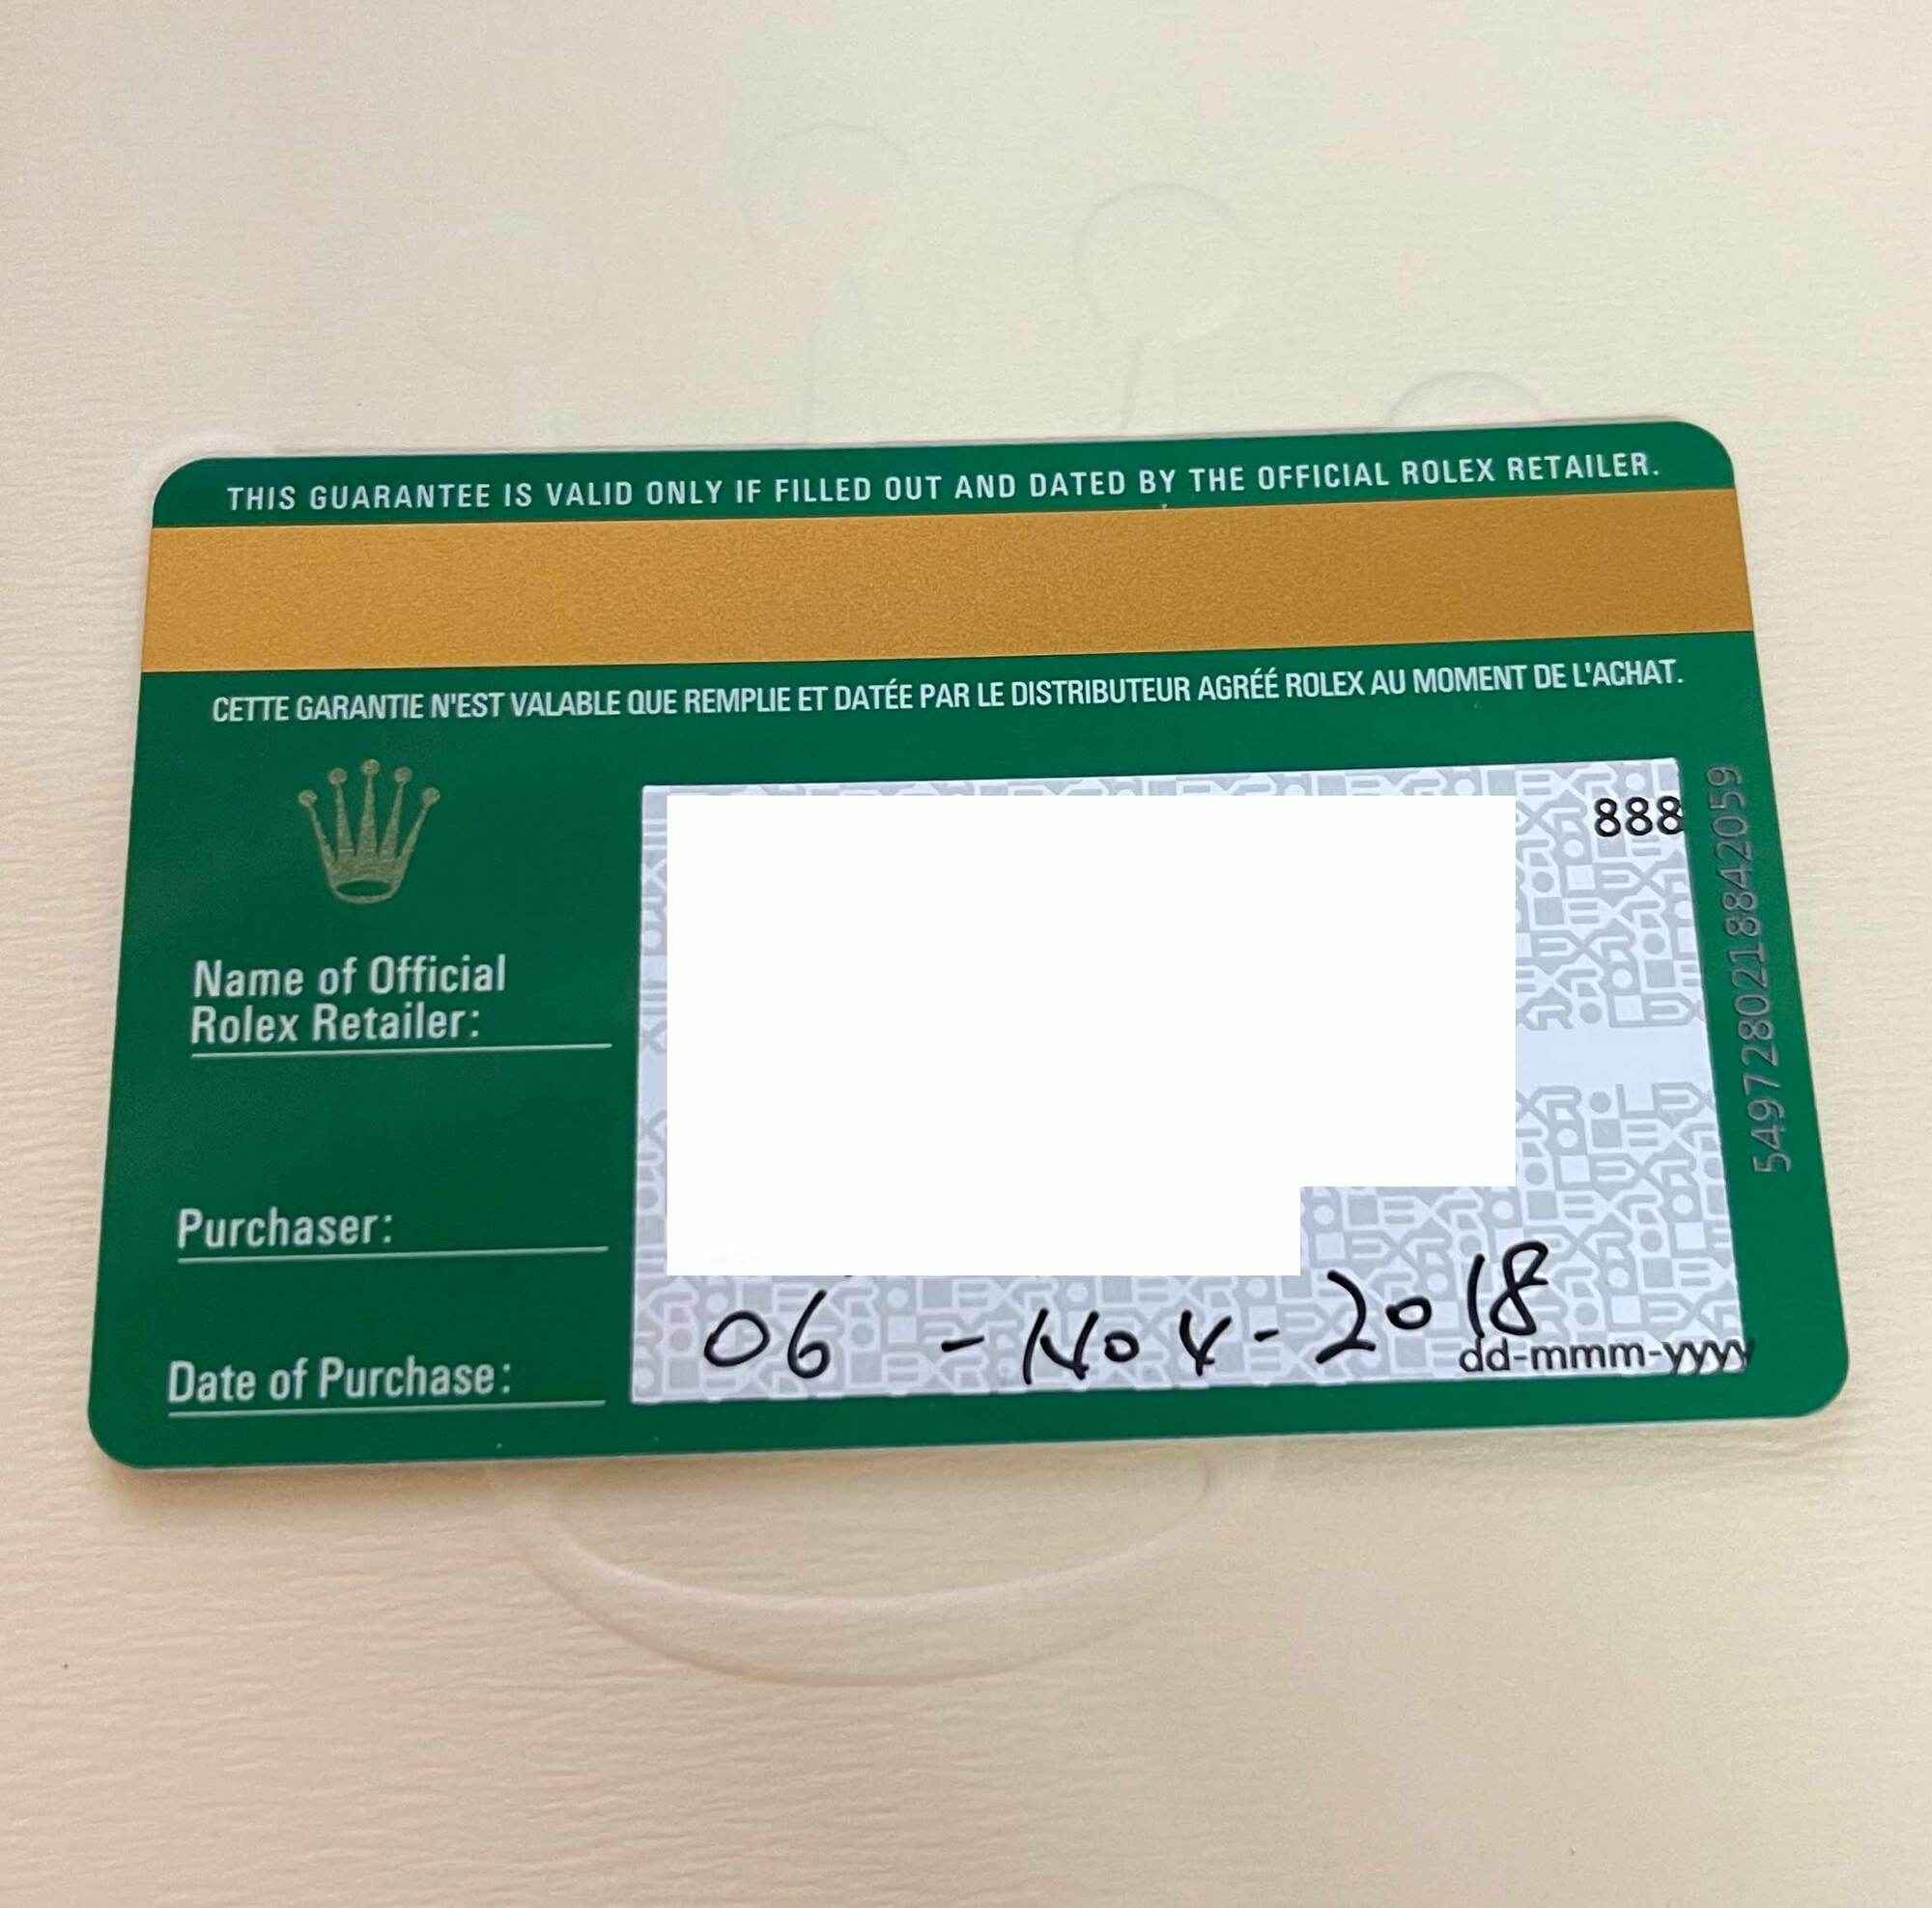 THIS GUARANTEE IS VALID ONLY IF FILLED OUT AND DATED BY THE OFFICIAL ROLEX RETAILER.
CETTE GARANTIE N'EST VALABLE QUE REMPLIE ET DATÉE PAR LE DISTRIBUTEUR AGRÉÉ ROLEX AU MOMENT DE L'ACHAT.
888
5497280218842059
Name of Official
Rolex Retailer:
Purchaser:
Date of Purchase:
06 - Nov - 2018
dd-mmm-yyyy